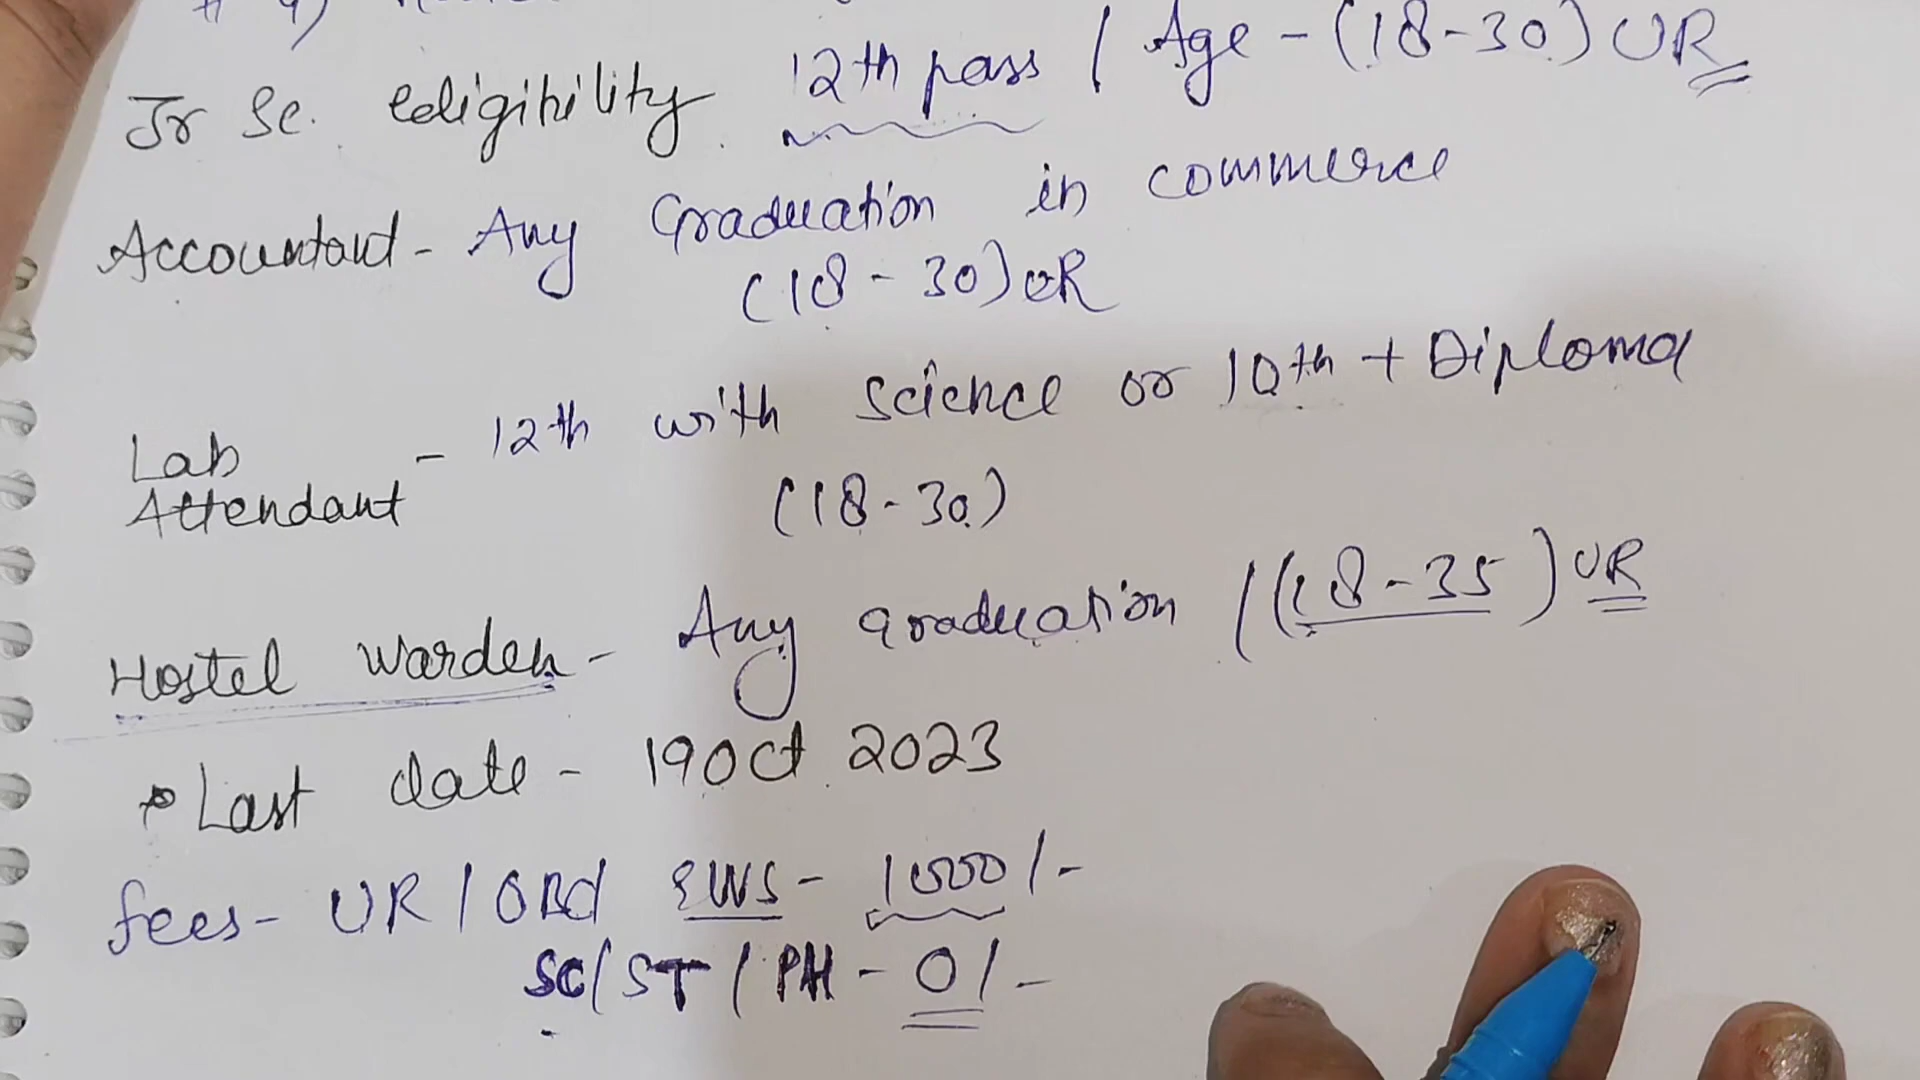 Jr Sc. eligibility. 12th pass / Age - (18-30) UR
Accountant - Any Graduation in commerce
(18 - 30) UR
Lab Attendant - 12th with Science or 10th + Diploma
(18-30)
Hostel warden - Any graduation / (18-35) UR
Last date - 19 Oct 2023
fees - UR / OBC EWS - 1000/-
SC/ST/PH - 0/-